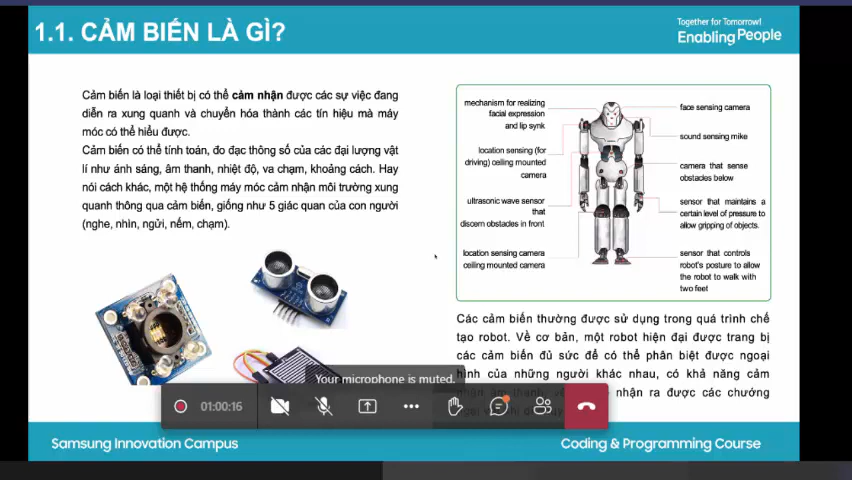 1.1. CẢM BIẾN LÀ GÌ?
Together for Tomorrow!
Enabling People
Cảm biến là loại thiết bị có thể cảm nhận được các sự việc đang
diễn ra xung quanh và chuyển hóa thành các tín hiệu mà máy
móc có thể hiểu được.
Cảm biến có thể tính toán, đo đạc thông số của các đại lượng vật
lí như ánh sáng, âm thanh, nhiệt độ, va chạm, khoảng cách. Hay
nói cách khác, một hệ thống máy móc cảm nhận môi trường xung
quanh thông qua cảm biến, giống như 5 giác quan của con người
(nghe, nhìn, ngửi, nếm, chạm).
mechanism for realizing
facial expression
and lip synk
location sensing (for
driving) ceiling mounted
camera
ultrasonic wave sensor
that
discern obstacles in front
location sensing camera
ceiling mounted camera
face sensing camera
sound sensing mike
camera that sense
obstacles below
sensor that maintains a
certain level of pressure to
allow gripping of objects.
sensor that controls
robot's posture to allow
the robot to walk with
two feet
Các cảm biến thường được sử dụng trong quá trình chế
tạo robot. Về cơ bản, một robot hiện đại được trang bị
các cảm biến đủ sức để có thể phân biệt được ngoại
hình của những người khác nhau, có khả năng cảm
nhận ra được các chướng
Your microphone is muted.
01:00:16
Samsung Innovation Campus
Coding & Programming Course